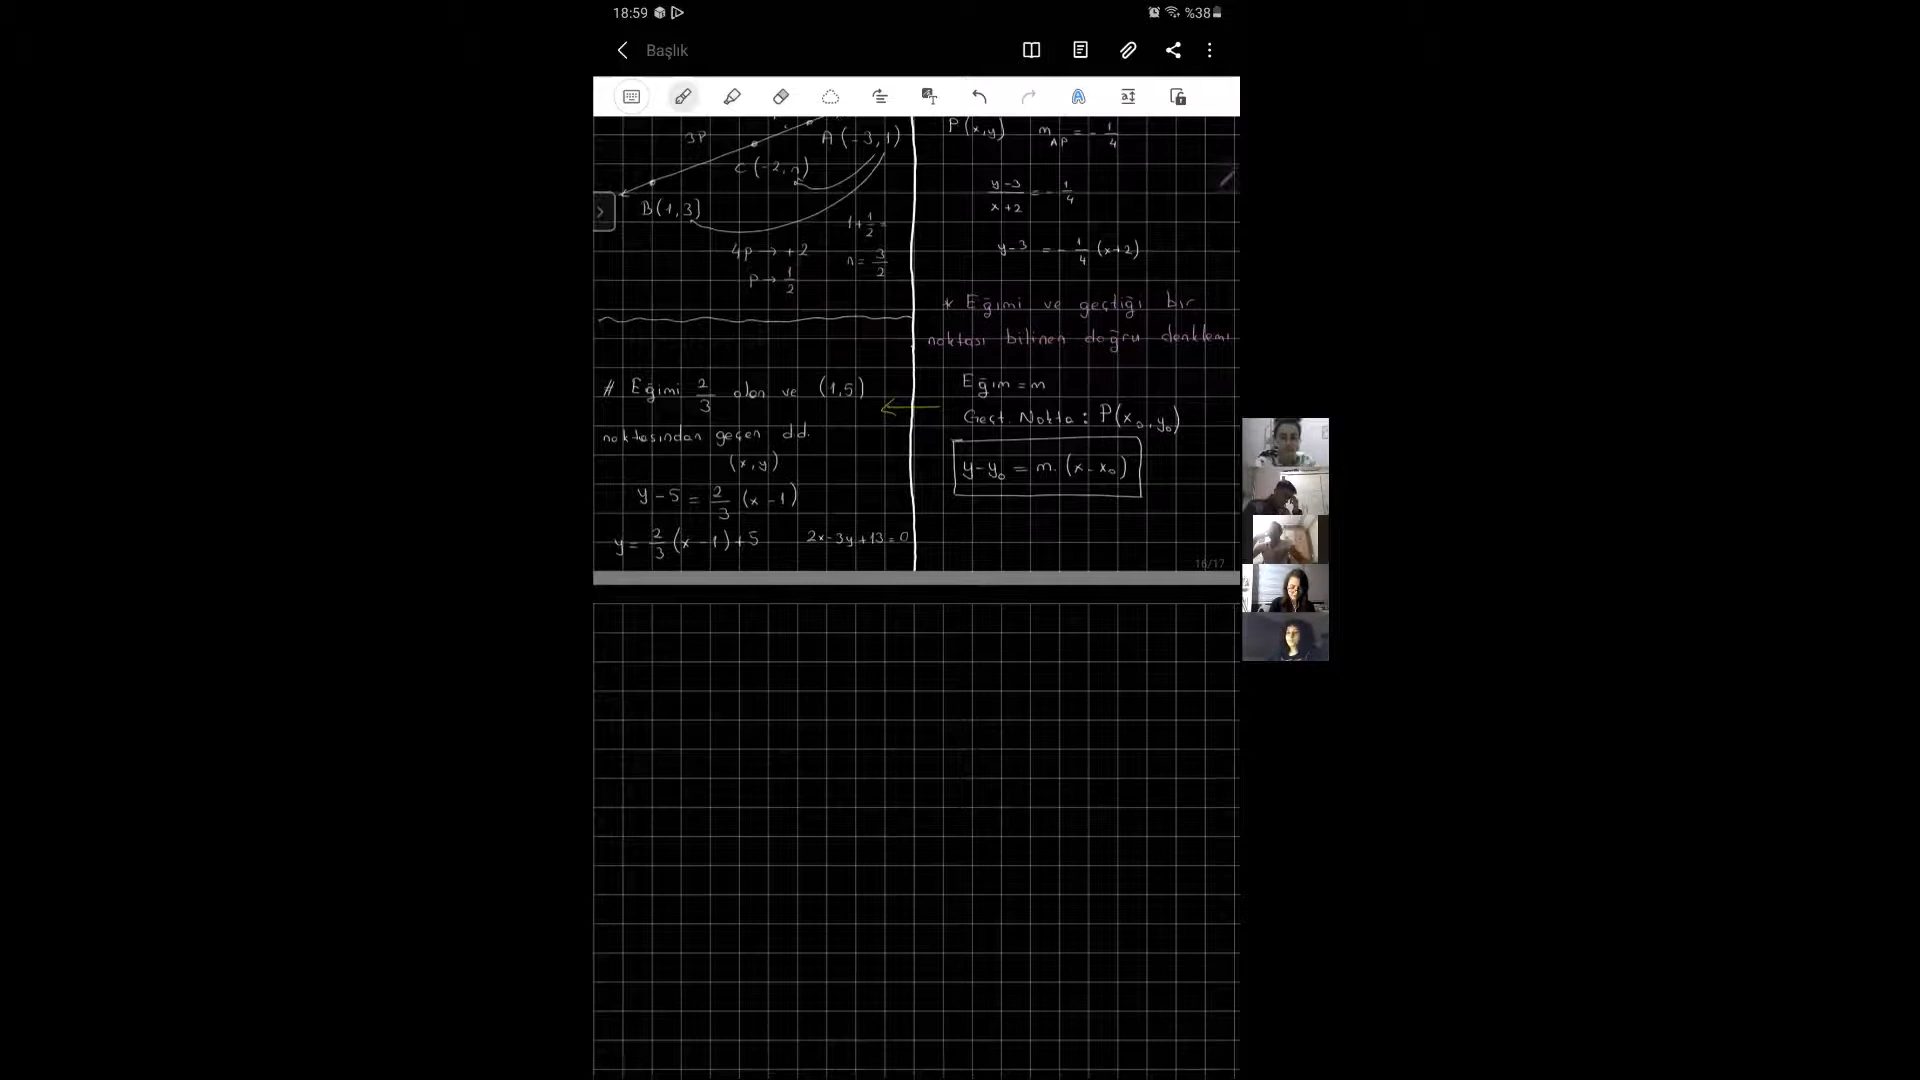 18:59
%38
Başlık
3P
A(-3,1)
C(-2,n)
B(1,3)
1+1/2=
4p → +2
n = 3/2
p → 1/2
# Eğimi 2/3 olan ve (1,5)
noktasından geçen d.d.
(x,y)
y-5 = 2/3 (x-1)
y = 2/3 (x-1)+5
2x-3y+13=0
P(x,y) m_AP = -1/4
y-3/x+2 = -1/4
y-3 = -1/4 (x+2)
* Eğimi ve geçtiği bir
noktası bilinen doğru denklemi
Eğim = m
Geçt. Nokta: P(x₀,y₀)
y-y₀ = m.(x-x₀)
16/17